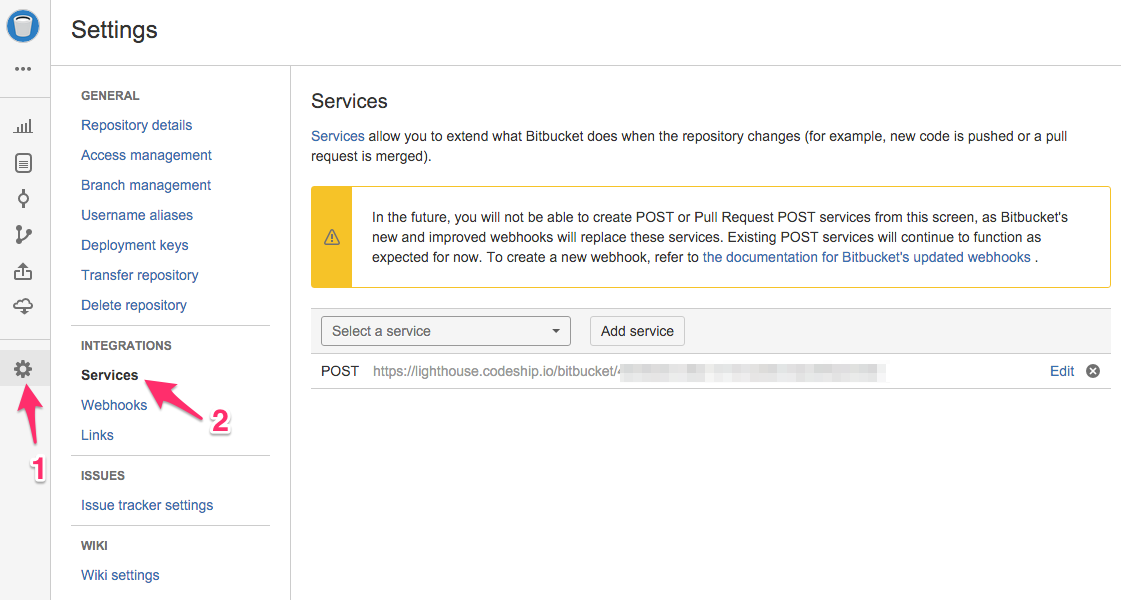 Settings
GENERAL
Repository details
Access management
Branch management
Username aliases
Deployment keys
Transfer repository
Delete repository
INTEGRATIONS
Services
Webhooks
Links
ISSUES
Issue tracker settings
WIKI
Wiki settings
1
2
Services
Services allow you to extend what Bitbucket does when the repository changes (for example, new code is pushed or a pull
request is merged).
In the future, you will not be able to create POST or Pull Request POST services from this screen, as Bitbucket's
new and improved webhooks will replace these services. Existing POST services will continue to function as
expected for now. To create a new webhook, refer to the documentation for Bitbucket's updated webhooks .
Select a service
Add service
POST https://lighthouse.codeship.io/bitbucket/ Edit